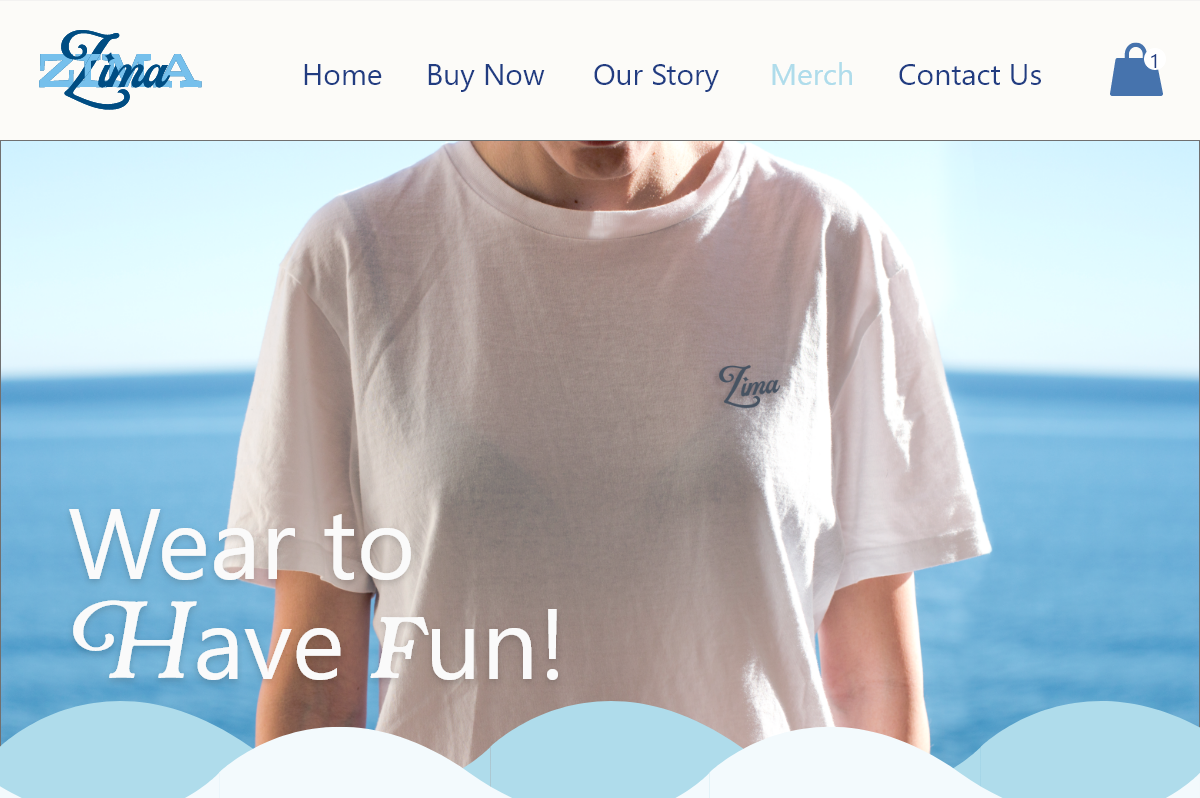 ZIMA
Zima
Home
Buy Now
Our Story
Merch
Contact Us
1
Zima
Wear to
Have Fun!